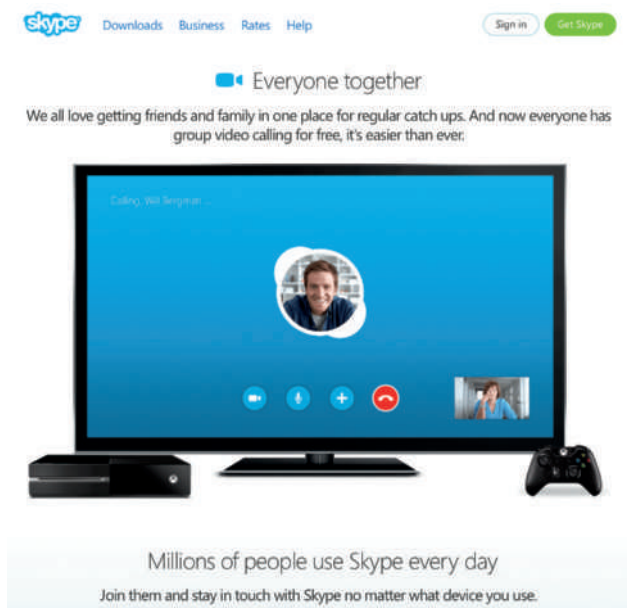 skype
Downloads Business Rates Help
Sign in
Get Skype
Everyone together
We all love getting friends and family in one place for regular catch ups. And now everyone has
group video calling for free, it's easier than ever.
Calling, Will Bergman ...
Millions of people use Skype every day
Join them and stay in touch with Skype no matter what device you use.